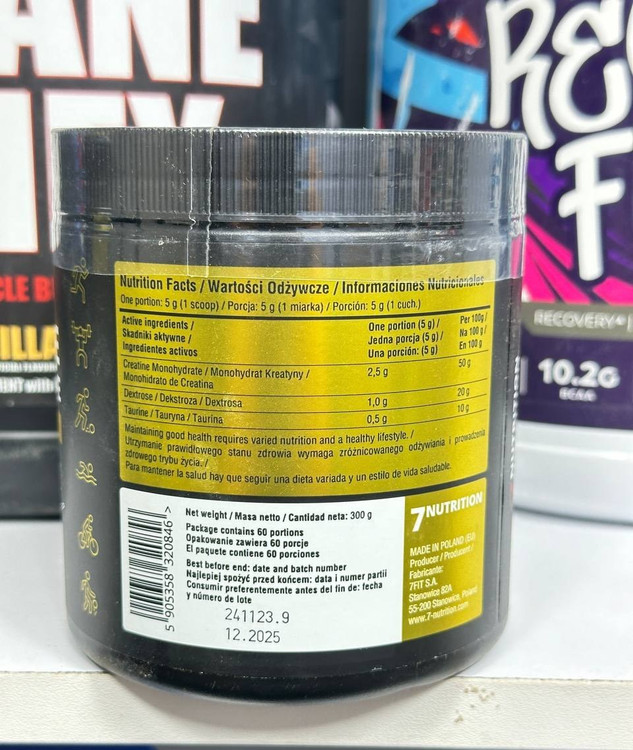 ANE
RE
F
CLE B
ILLA
RECOVERY
10.2G
BCAA
Nutrition Facts / Wartości Odżywcze / Informaciones Nutricionales
One portion: 5 g (1 scoop) / Porcja: 5 g (1 miarka) / Porción: 5 g (1 cuch.)
Active ingredients / One portion (5 g) / Per 100g /
Skadniki aktywne / Jedna porcja (5 g) / Na 100 g /
Ingredientes activos Una porción: (5 g) En 100 g
Creatine Monohydrate / Monohydrat Kreatyny / 2,5 g 50 g
Monohidrato de Creatina
Dextrose / Dekstroza / Dextrosa 1,0 g 20 g
Taurine / Tauryna / Taurina 0,5 g 10 g
Maintaining good health requires varied nutrition and a healthy lifestyle. /
Utrzymanie prawidłowego stanu zdrowia wymaga zróżnicowanego odżywiania i prowadzenia
zdrowego trybu życia. /
Para mantener la salud hay que seguir una dieta variada y un estilo de vida saludable.
Net weight / Masa netto / Cantidad neta: 300 g
Package contains 60 portions
Opakowanie zawiera 60 porcje
El paquete contiene 60 porciones
Best before end: date and batch number
Najlepiej spożyć przed końcem: data i numer partii
Consumir preferentemente antes del fin de: fecha
y número de lote
241123.9
12.2025
5 905358 320846 >
7NUTRITION
MADE IN POLAND (EU)
Producer / Producent /
Fabricante:
7FIT S.A.
Stanowice 82A
55-200 Stanowice, Poland
www.7-nutrition.com